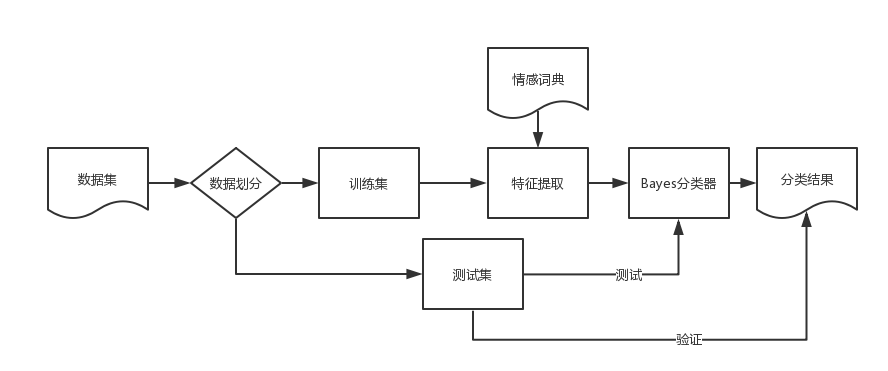 情感词典
数据集
数据划分
训练集
特征提取
Bayes分类器
分类结果
测试集
测试
验证